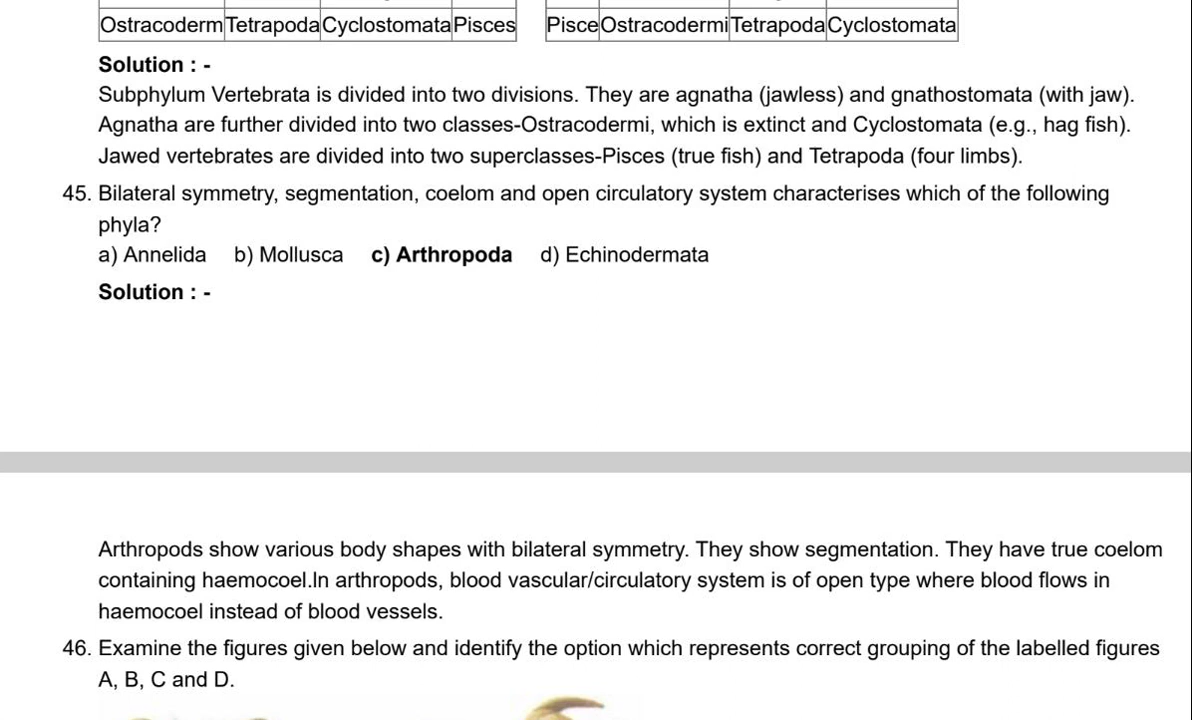 Ostracoderm Tetrapoda Cyclostomata Pisces Pisce Ostracodermi Tetrapoda Cyclostomata
Solution : -
Subphylum Vertebrata is divided into two divisions. They are agnatha (jawless) and gnathostomata (with jaw).
Agnatha are further divided into two classes-Ostracodermi, which is extinct and Cyclostomata (e.g., hag fish).
Jawed vertebrates are divided into two superclasses-Pisces (true fish) and Tetrapoda (four limbs).
45. Bilateral symmetry, segmentation, coelom and open circulatory system characterises which of the following
phyla?
a) Annelida b) Mollusca c) Arthropoda d) Echinodermata
Solution : -
Arthropods show various body shapes with bilateral symmetry. They show segmentation. They have true coelom
containing haemocoel.In arthropods, blood vascular/circulatory system is of open type where blood flows in
haemocoel instead of blood vessels.
46. Examine the figures given below and identify the option which represents correct grouping of the labelled figures
A, B, C and D.